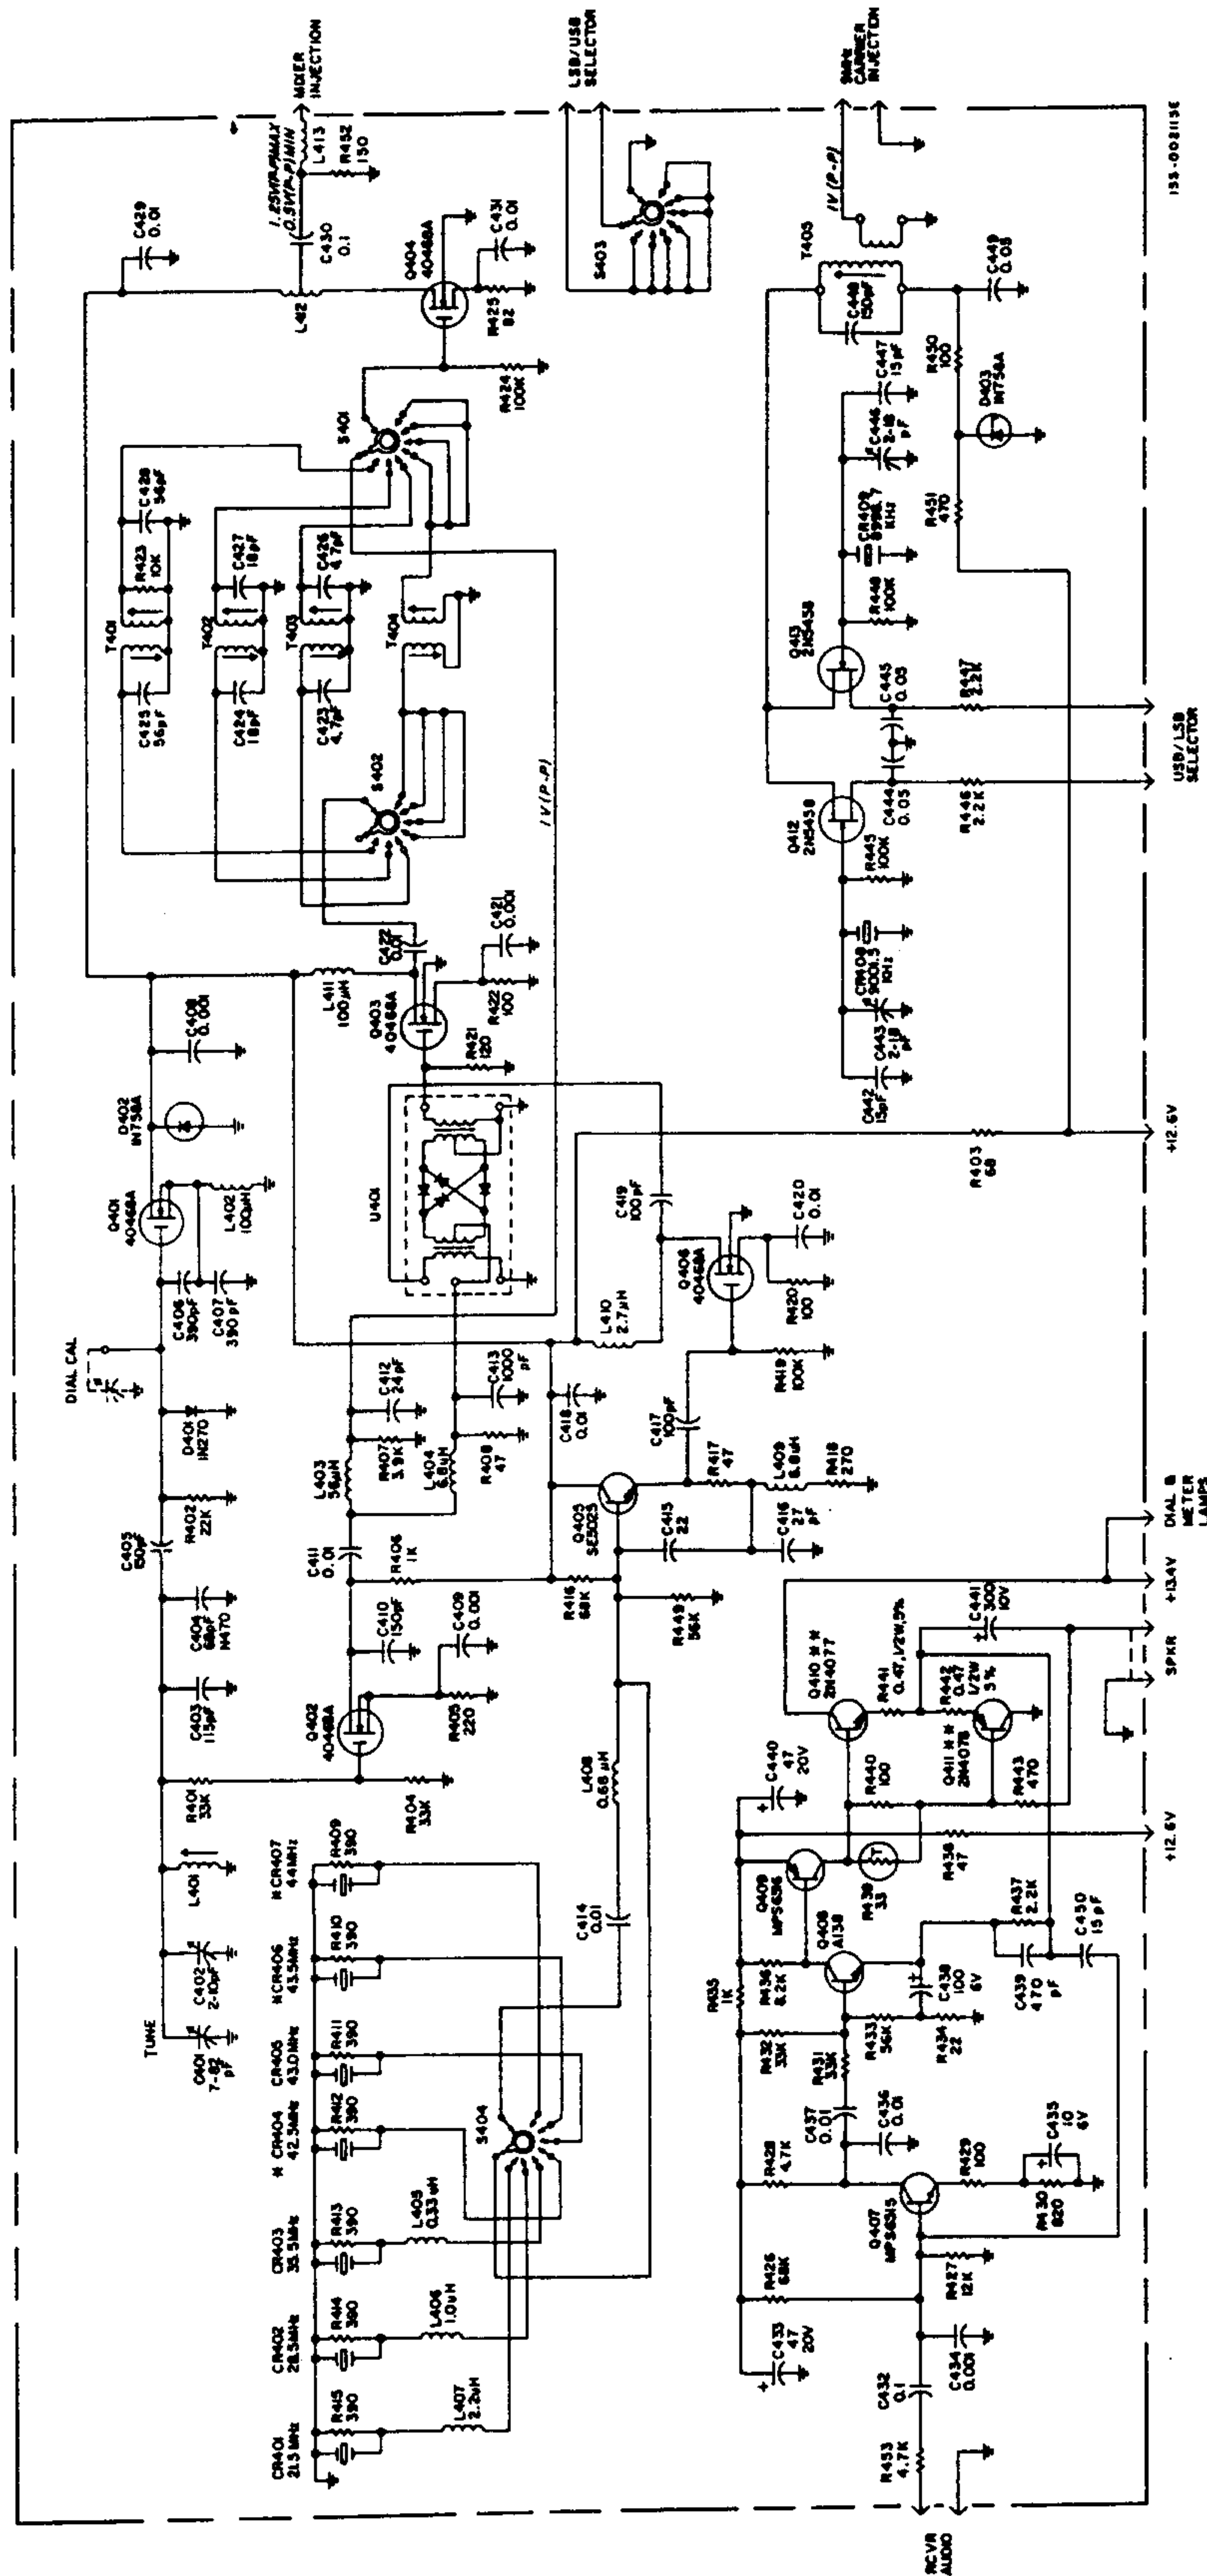 TUNE
C401
7-82
pF
C402
2-10pF
L401
R401
33K
C403
115pF
C404
68pF
N470
C405
150pF
R402
22K
D401
1N270
DIAL CAL
C406
390pF
C407
390pF
Q401
40468A
L402
100µH
D402
1N758A
C408
0.001
CR401
21.5MHz
R415
390
CR402
28.5MHz
R414
390
CR403
35.5MHz
R413
390
* CR404
42.5MHz
R412
390
CR405
43.0MHz
R411
390
*CR406
43.5MHz
R410
390
*CR407
44MHz
R409
390
L407
2.2uH
L406
1.0uH
L405
0.33uH
S404
C414
0.01
L408
0.68µH
R404
33K
Q402
40468A
R405
220
C409
0.001
C410
150pF
R406
1K
C411
0.01
L403
56µH
R407
3.9K
C412
24pF
L404
6.8µH
R408
47
C413
1000
pF
U401
R416
68K
R449
56K
Q405
SE5025
C415
22
C416
27
pF
R417
47
L409
6.8uH
R418
270
C418
0.01
C417
100pF
L410
2.7µH
R419
100K
Q406
40468A
R420
100
C420
0.01
C419
100pF
R421
120
Q403
40468A
L411
100µH
R422
100
C421
0.001
C422
0.01
1V(P-P)
S402
C425
56pF
T401
R423
10K
C428
56pF
C424
18pF
T402
C427
18pF
C423
4.7pF
T403
C426
4.7pF
T404
S401
R424
100K
Q404
40468A
R425
82
C431
0.01
L412
C429
0.01
C430
0.1
1.25V(P-P)MAX
0.5V(P-P)MIN
L413
R452
150
MIXER
INJECTION
LSB/USB
SELECTOR
S403
RCVR
AUDIO
R453
4.7K
C432
0.1
C434
0.001
C433
47
20V
R426
68K
R427
12K
Q407
MPS6515
R428
4.7K
R429
100
R430
820
C435
10
6V
C436
0.01
C437
0.01
R431
33K
R432
33K
R433
56K
R434
22
R435
1K
R436
8.2K
Q408
A138
C438
100
6V
Q409
MPS6516
R439
33
C439
470
pF
R437
2.2K
C450
15pF
R438
47
C440
47
20V
R440
100
Q410**
2N4077
R441
0.47,1/2W,5%
R442
0.47
1/2W
5%
Q411**
2N4078
R443
470
C441
300
10V
+12.6V
SPKR
+13.4V
DIAL &
METER
LAMPS
R403
68
+12.6V
C442
15pF
C443
2-18
pF
CR408
9001.5
KHz
R445
100K
Q412
2N5458
C444
0.05
C445
0.05
R446
2.2K
R447
2.2K
USB/LSB
SELECTOR
Q413
2N5458
R448
100K
CR409
8998.7
KHz
C446
2-18
pF
C447
15pF
C448
150pF
T405
1V(P-P)
9MHz
CARRIER
INJECTION
R451
470
R450
100
D403
1N758A
C449
0.05
155-002115E